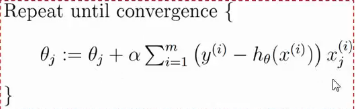 Repeat until convergence {
θ_j := θ_j + α ∑_{i=1}^{m} (y^{(i)} − h_θ(x^{(i)})) x_j^{(i)}
}